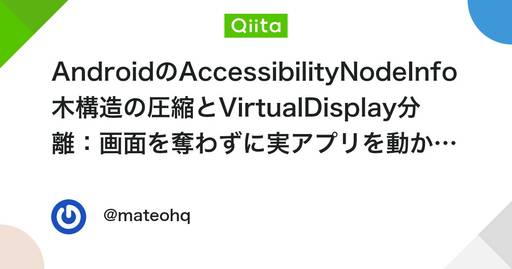 Qiita
AndroidのAccessibilityNodeInfo
木構造の圧縮とVirtualDisplay分
離：画面を奪わずに実アプリを動か…
@mateohq